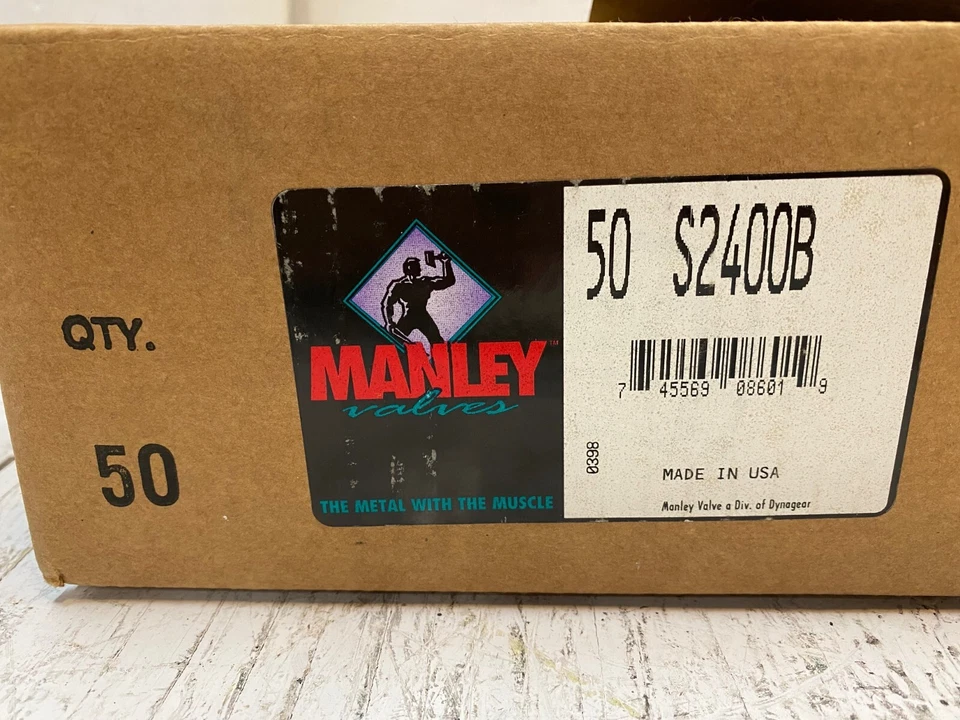 QTY.
50
MANLEY™
valves
THE METAL WITH THE MUSCLE
50 S2400B
7 45569 08601 9
0398
MADE IN USA
Manley Valve a Div. of Dynagear